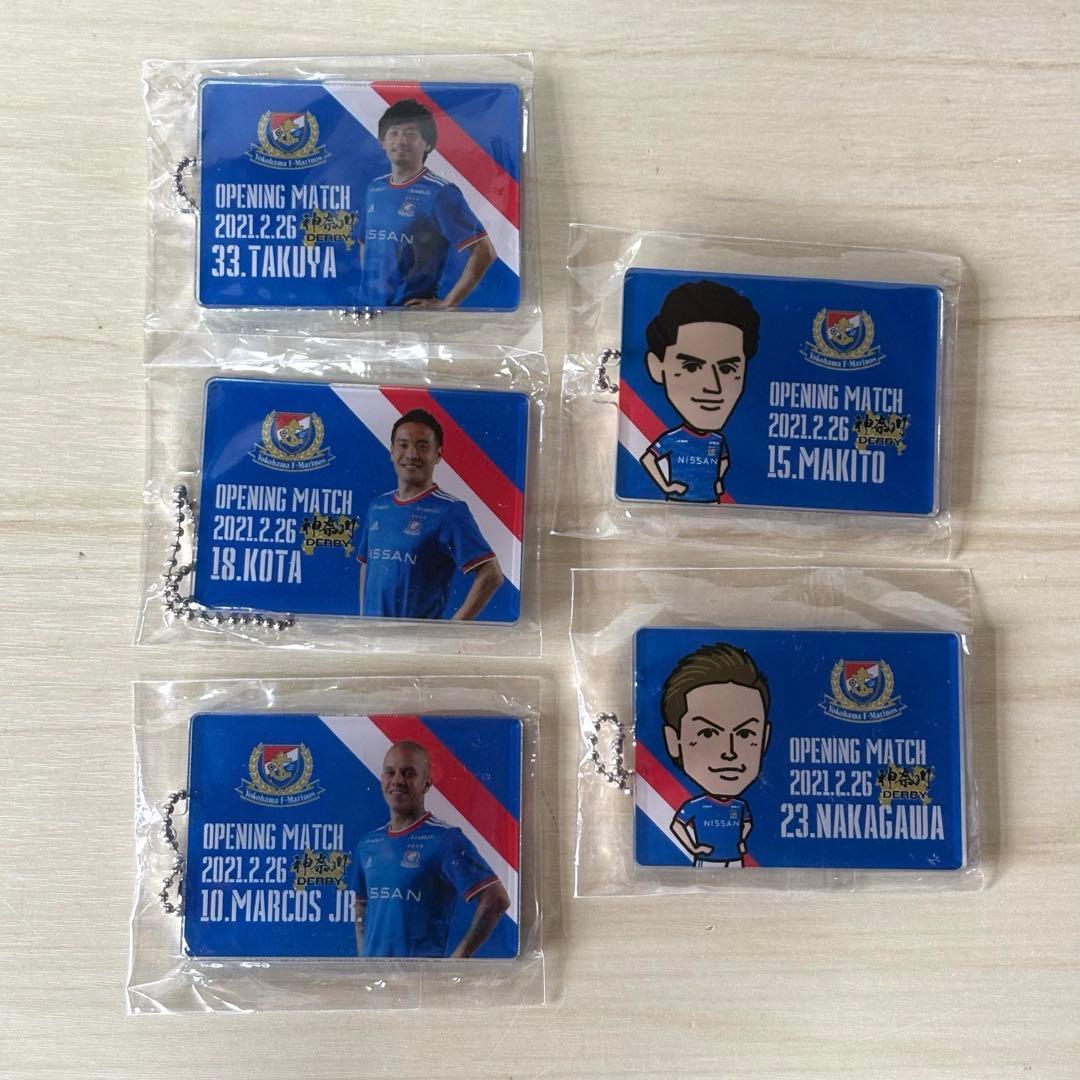 Yokohama F·Marinos
OPENING MATCH
2021.2.26 神奈川
DERBY
33.TAKUYA
NISSAN
Yokohama F·Marinos
OPENING MATCH
2021.2.26 神奈川
DERBY
18.KOTA
NISSAN
Yokohama F·Marinos
OPENING MATCH
2021.2.26 神奈川
DERBY
10.MARCOS JR.
NISSAN
Yokohama F·Marinos
OPENING MATCH
2021.2.26 神奈川
DERBY
15.MAKITO
NISSAN
Yokohama F·Marinos
OPENING MATCH
2021.2.26 神奈川
DERBY
23.NAKAGAWA
NISSAN